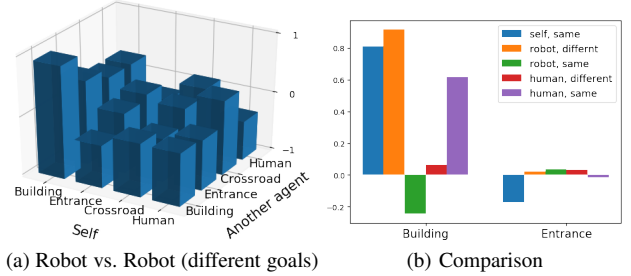 1
0
−1
Building
Entrance
Crossroad
Human
Self
Building
Entrance
Crossroad
Human
Another agent
(a) Robot vs. Robot (different goals)
0.8
0.6
0.4
0.2
0.0
−0.2
self, same
robot, differnt
robot, same
human, different
human, same
Building
Entrance
(b) Comparison